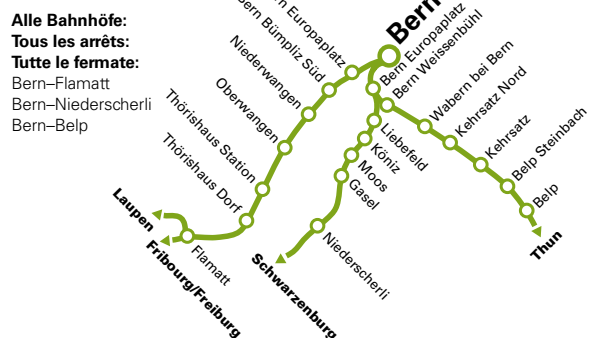 Alle Bahnhöfe:
Tous les arrêts:
Tutte le fermate:
Bern–Flamatt
Bern–Niederscherli
Bern–Belp
Bern
Europaplatz
Bern Bümpliz Süd
Niederwangen
Oberwangen
Thörishaus Station
Thörishaus Dorf
Flamatt
Laupen
Fribourg/Freiburg
Bern Europaplatz
Bern Weissenbühl
Liebefeld
Köniz
Moos
Gasel
Niederscherli
Schwarzenburg
Wabern bei Bern
Kehrsatz Nord
Kehrsatz
Belp Steinbach
Belp
Thun